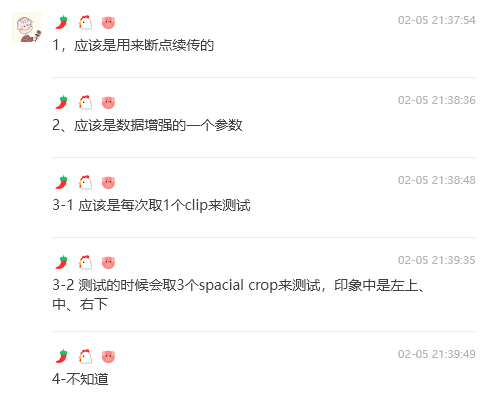 🌶️ 🐔 🐷 02-05 21:37:54
1，应该是用来断点续传的
🌶️ 🐔 🐷 02-05 21:38:36
2、应该是数据增强的一个参数
🌶️ 🐔 🐷 02-05 21:38:48
3-1 应该是每次取1个clip来测试
🌶️ 🐔 🐷 02-05 21:39:35
3-2 测试的时候会取3个spacial crop来测试，印象中是左上、
中、右下
🌶️ 🐔 🐷 02-05 21:39:49
4-不知道